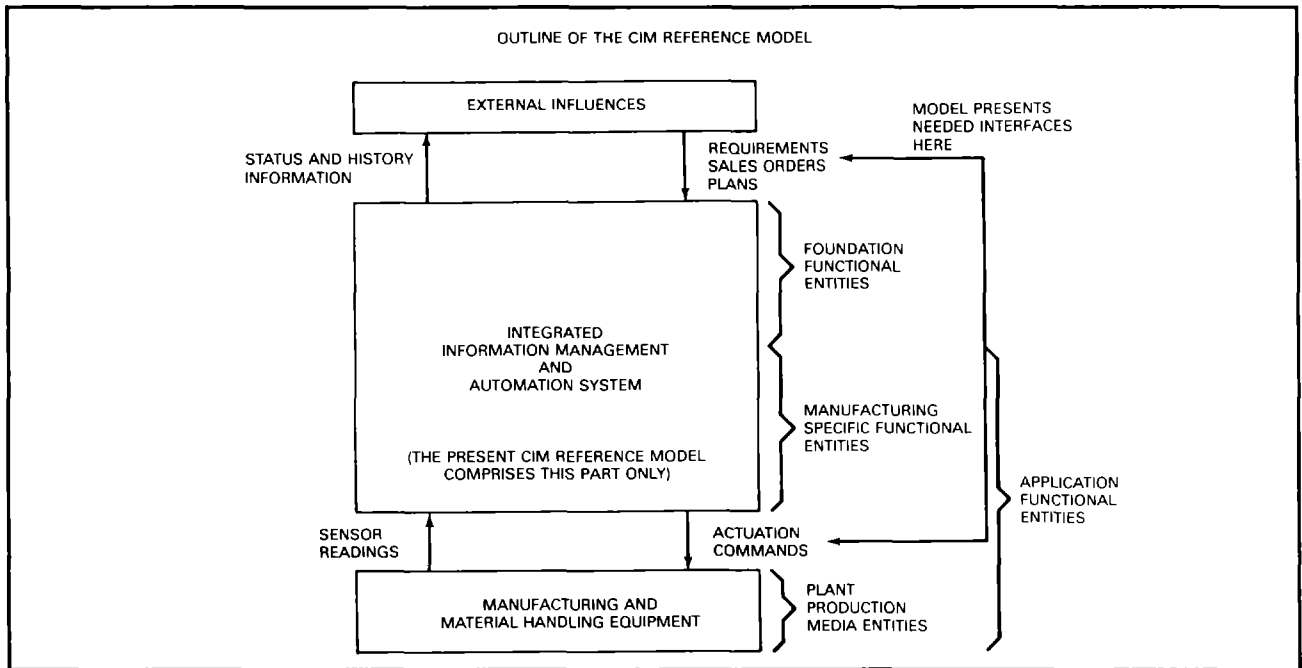 OUTLINE OF THE CIM REFERENCE MODEL
EXTERNAL INFLUENCES
MODEL PRESENTS
NEEDED INTERFACES
HERE
STATUS AND HISTORY
INFORMATION
REQUIREMENTS
SALES ORDERS
PLANS
FOUNDATION
FUNCTIONAL
ENTITIES
INTEGRATED
INFORMATION MANAGEMENT
AND
AUTOMATION SYSTEM
MANUFACTURING
SPECIFIC FUNCTIONAL
ENTITIES
(THE PRESENT CIM REFERENCE MODEL
COMPRISES THIS PART ONLY)
APPLICATION
FUNCTIONAL
ENTITIES
SENSOR
READINGS
ACTUATION
COMMANDS
MANUFACTURING AND
MATERIAL HANDLING EQUIPMENT
PLANT
PRODUCTION
MEDIA ENTITIES